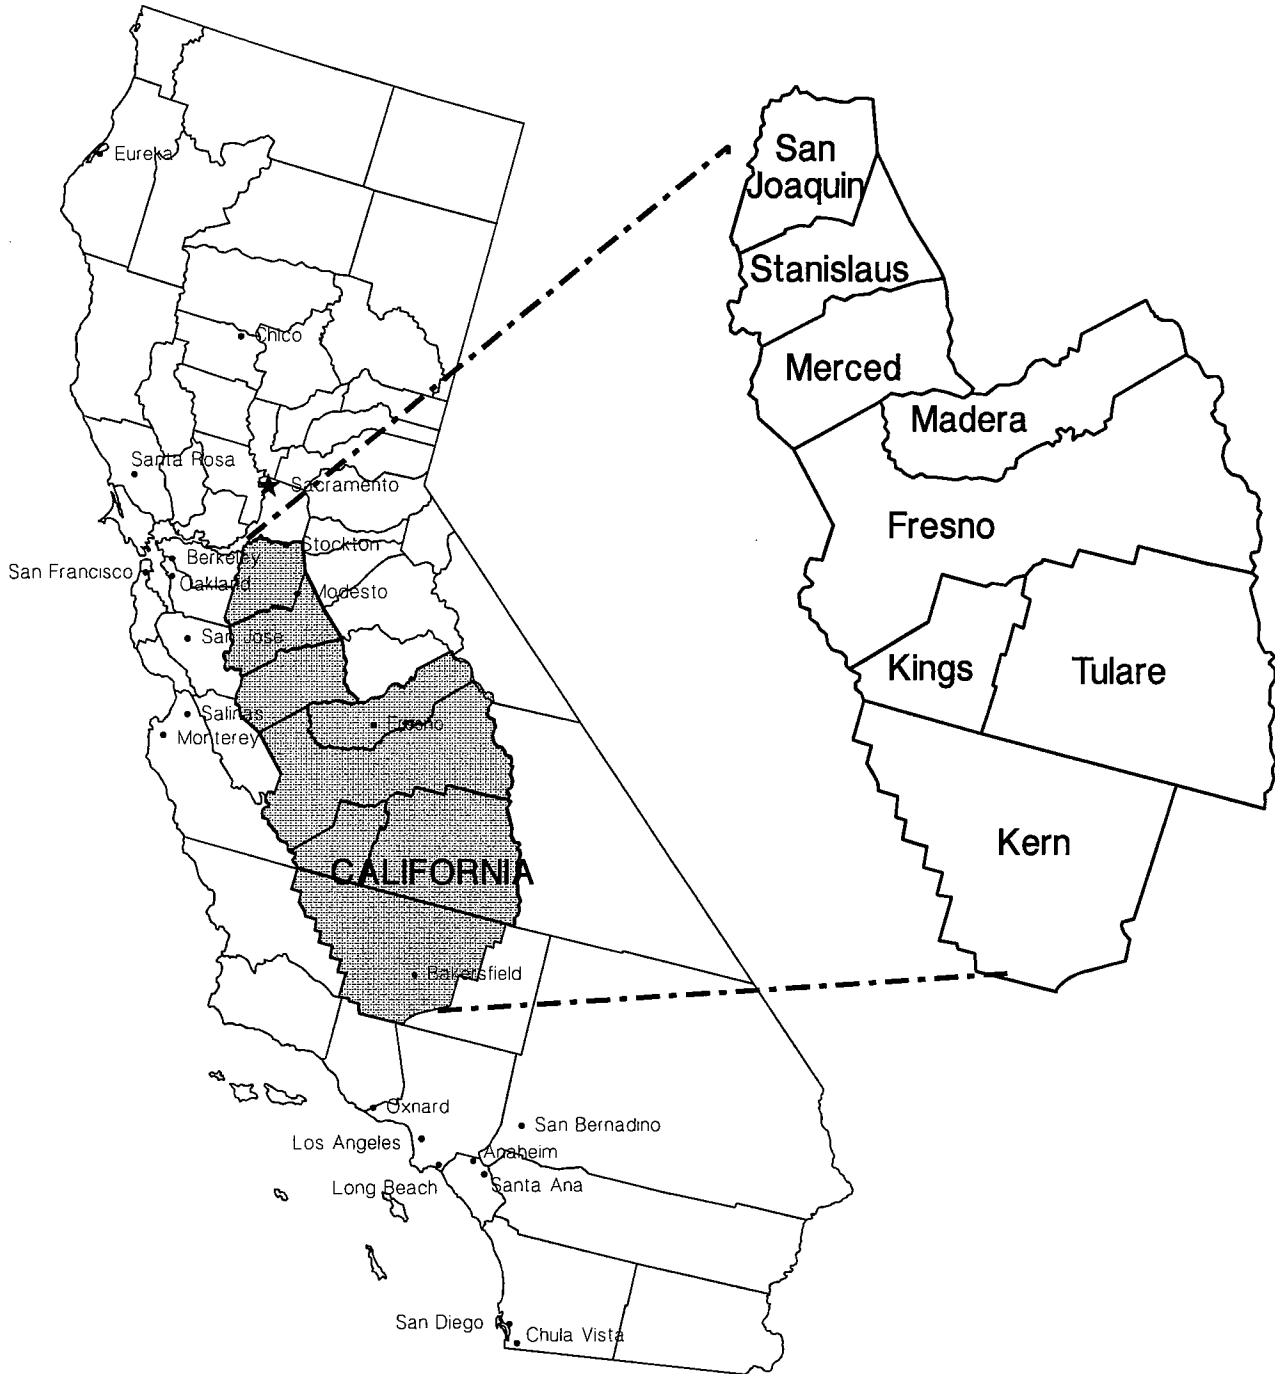 Eureka
Chico
Santa Rosa
Sacramento
Stockton
Berkeley
San Francisco
Oakland
Modesto
San Jose
Salinas
Monterey
Fresno
CALIFORNIA
Bakersfield
Oxnard
Los Angeles
San Bernadino
Anaheim
Long Beach
Santa Ana
San Diego
Chula Vista
San
Joaquin
Stanislaus
Merced
Madera
Fresno
Kings
Tulare
Kern